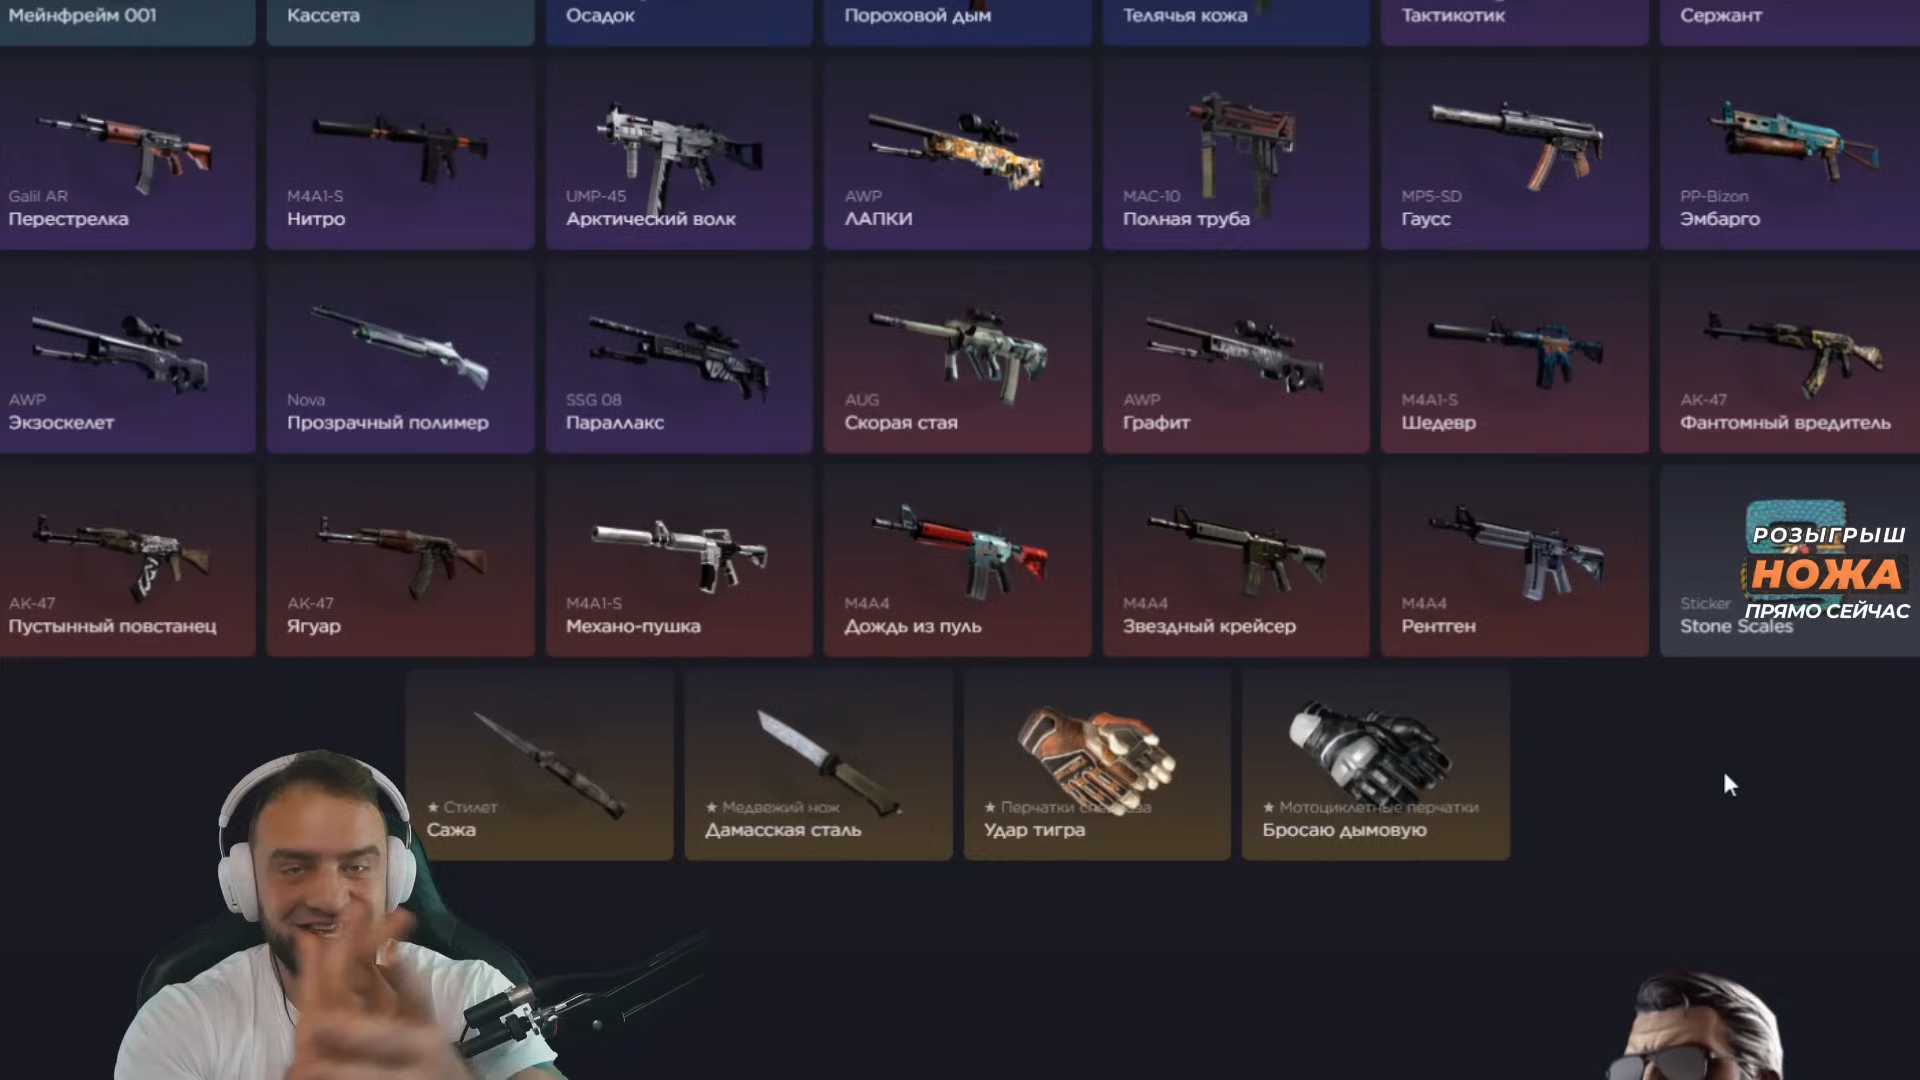 Мейнфрейм 001
Кассета
Осадок
Пороховой дым
Телячья кожа
Тактикотик
Сержант
Galil AR
Перестрелка
M4A1-S
Нитро
UMP-45
Арктический волк
AWP
ЛАПКИ
MAC-10
Полная труба
MP5-SD
Гаусс
PP-Bizon
Эмбарго
AWP
Экзоскелет
Nova
Прозрачный полимер
SSG 08
Параллакс
AUG
Скорая стая
AWP
Графит
M4A1-S
Шедевр
AK-47
Фантомный вредитель
AK-47
Пустынный повстанец
AK-47
Ягуар
M4A1-S
Механо-пушка
M4A4
Дождь из пуль
M4A4
Звездный крейсер
M4A4
Рентген
РОЗЫГРЫШ
НОЖА
ПРЯМО СЕЙЧАС
Sticker
Stone Scales
★ Стилет
Сажа
★ Медвежий нож
Дамасская сталь
★ Перчатки спецназа
Удар тигра
★ Мотоциклетные перчатки
Бросаю дымовую